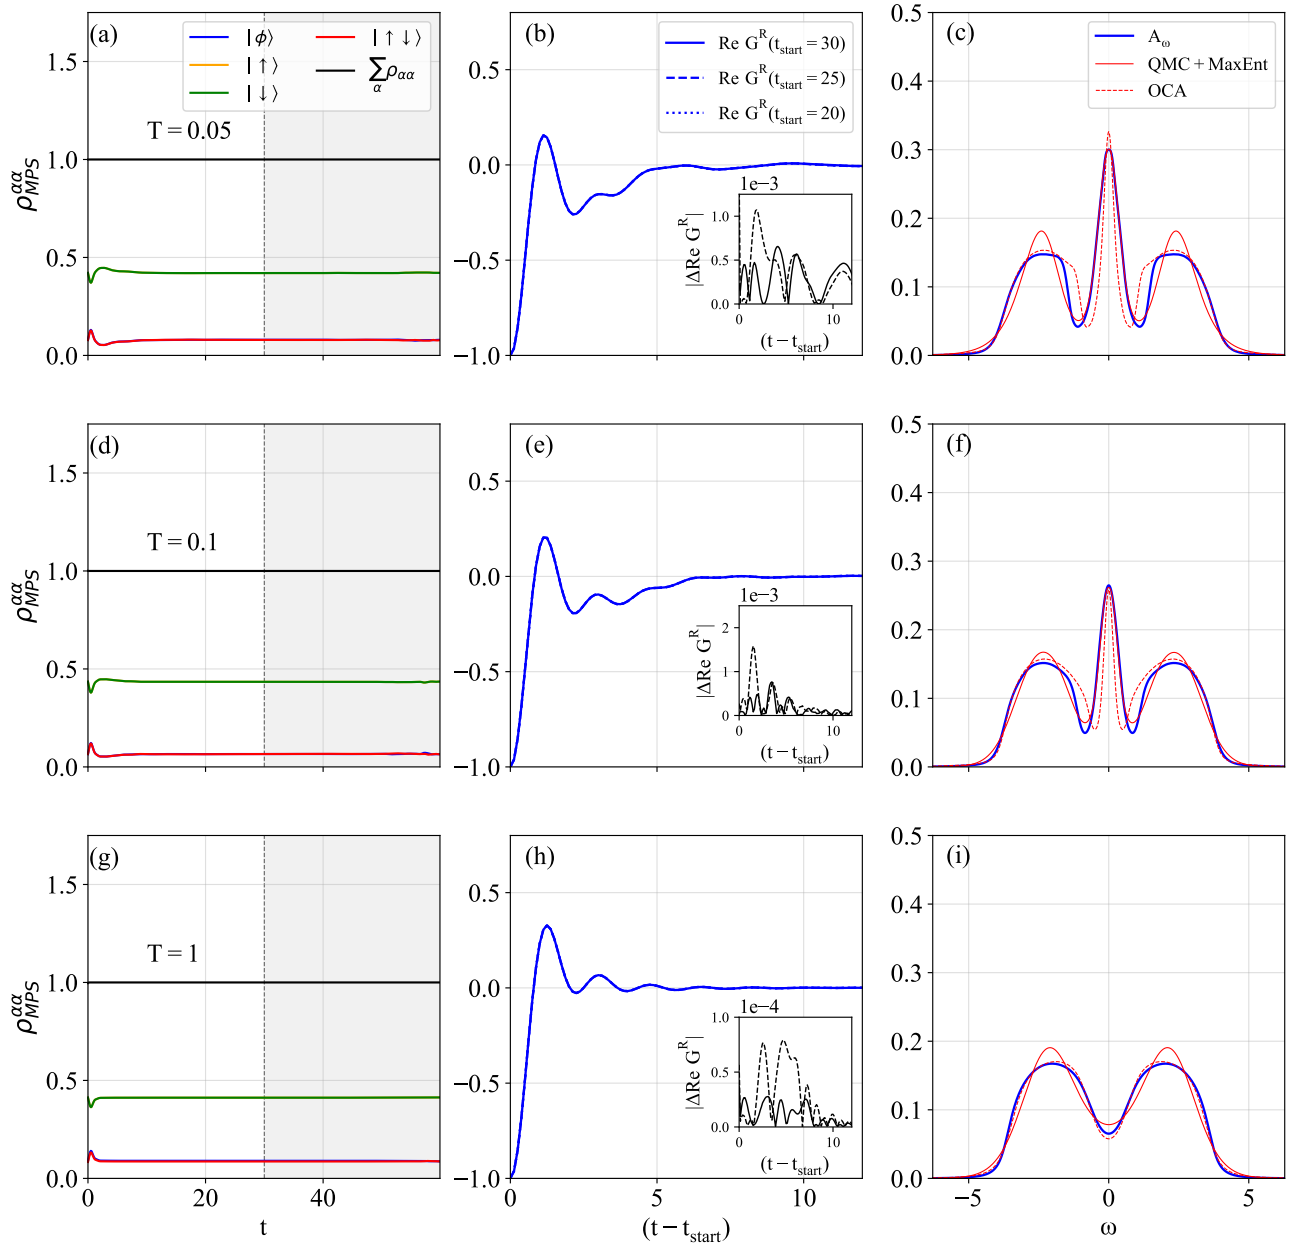 (a)
|ϕ⟩
|↑⟩
|↓⟩
|↑↓⟩
∑ραα
α
T = 0.05
1.5
1.0
0.5
0.0
ρ^{αα}_{MPS}
(b)
Re G^R(t_start = 30)
Re G^R(t_start = 25)
Re G^R(t_start = 20)
0.5
0.0
−0.5
−1.0
1e−3
1.0
0.5
0.0
|ΔRe G^R|
0 10
(t − t_start)
(c)
A_ω
QMC + MaxEnt
OCA
0.5
0.4
0.3
0.2
0.1
0.0
(d)
T = 0.1
1.5
1.0
0.5
0.0
ρ^{αα}_{MPS}
(e)
0.5
0.0
−0.5
−1.0
1e−3
2
1
0
|ΔRe G^R|
0 10
(t − t_start)
(f)
0.5
0.4
0.3
0.2
0.1
0.0
(g)
T = 1
1.5
1.0
0.5
0.0
ρ^{αα}_{MPS}
0 20 40
t
(h)
0.5
0.0
−0.5
−1.0
1e−4
1.0
0.5
0.0
|ΔRe G^R|
0 10
(t − t_start)
0 5 10
(t − t_start)
(i)
0.5
0.4
0.3
0.2
0.1
0.0
−5 0 5
ω